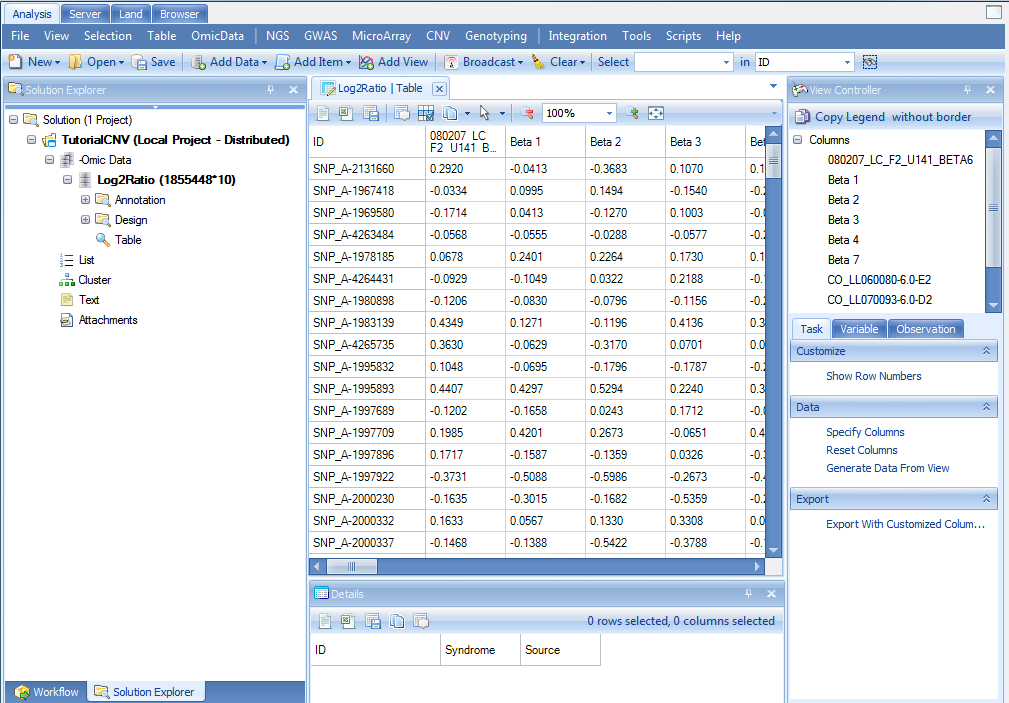 Analysis Server Land Browser
File View Selection Table OmicData NGS GWAS MicroArray CNV Genotyping Integration Tools Scripts Help
New Open Save Add Data Add Item Add View Broadcast Clear Select in ID
Solution Explorer
Solution (1 Project)
TutorialCNV (Local Project - Distributed)
-Omic Data
Log2Ratio (1855448*10)
Annotation
Design
Table
List
Cluster
Text
Attachments
Workflow Solution Explorer
Log2Ratio | Table
100%
ID 080207_LC_F2_U141_B... Beta 1 Beta 2 Beta 3
SNP_A-2131660 0.2920 -0.0413 -0.3683 0.1070 0.1
SNP_A-1967418 -0.0334 0.0995 0.1494 -0.1540 -0.2
SNP_A-1969580 -0.1714 0.0413 -0.1270 0.1003
SNP_A-4263484 -0.0568 -0.0555 -0.0288 -0.0577 -0.2
SNP_A-1978185 0.0678 0.2401 0.2264 0.1730 0.1
SNP_A-4264431 -0.0929 -0.1049 0.0322 0.2188
SNP_A-1980898 -0.1206 -0.0830 -0.0796 -0.1156 -0.2
SNP_A-1983139 0.4349 0.1271 -0.1196 0.4136 0.3
SNP_A-4265735 0.3630 -0.0629 -0.3170 0.0701 0.0
SNP_A-1995832 0.1048 -0.0695 -0.1796 -0.1787
SNP_A-1995893 0.4407 0.4297 0.5294 0.2240 0.3
SNP_A-1997689 -0.1202 -0.1658 0.0243 0.1712
SNP_A-1997709 0.1985 0.4201 0.2673 -0.0651 0.4
SNP_A-1997896 0.1717 -0.1587 -0.1359 0.0326
SNP_A-1997922 -0.3731 -0.5088 -0.5986 -0.2673
SNP_A-2000230 -0.1635 -0.3015 -0.1682 -0.5359 -0.2
SNP_A-2000332 0.1633 0.0567 0.1330 0.3308 0.0
SNP_A-2000337 -0.1468 -0.1388 -0.5422 -0.3788
Details
0 rows selected, 0 columns selected
ID Syndrome Source
View Controller
Copy Legend without border
Columns
080207_LC_F2_U141_BETA6
Beta 1
Beta 2
Beta 3
Beta 4
Beta 7
CO_LL060080-6.0-E2
CO_LL070093-6.0-D2
Task Variable Observation
Customize
Show Row Numbers
Data
Specify Columns
Reset Columns
Generate Data From View
Export
Export With Customized Colum...